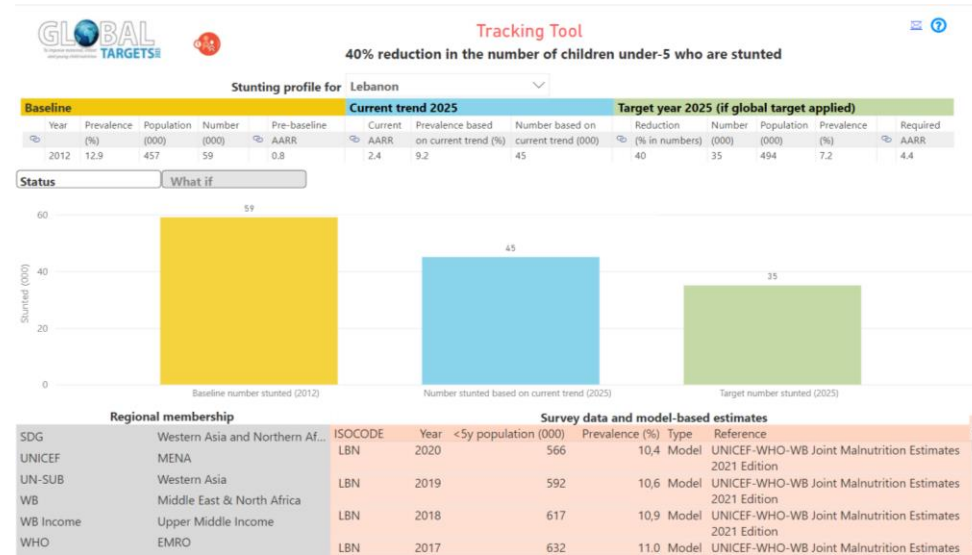 GLOBAL
TARGETS
Tracking Tool
40% reduction in the number of children under-5 who are stunted
Stunting profile for Lebanon
Baseline Current trend 2025 Target year 2025 (if global target applied)
Year Prevalence Population Number Pre-baseline Current Prevalence based Number based on Reduction Number Population Prevalence Required
(%) (000) (000) AARR AARR on current trend (%) current trend (000) (% in numbers) (000) (000) (%) AARR
2012 12.9 457 59 0.8 2.4 9.2 45 40 35 494 7.2 4.4
Status What if
60
40
20
0
Stunted (000)
59
45
35
Baseline number stunted (2012) Number stunted based on current trend (2025) Target number stunted (2025)
Regional membership
SDG Western Asia and Northern Af...
UNICEF MENA
UN-SUB Western Asia
WB Middle East & North Africa
WB Income Upper Middle Income
WHO EMRO
Survey data and model-based estimates
ISOCODE Year <5y population (000) Prevalence (%) Type Reference
LBN 2020 566 10,4 Model UNICEF-WHO-WB Joint Malnutrition Estimates
2021 Edition
LBN 2019 592 10,6 Model UNICEF-WHO-WB Joint Malnutrition Estimates
2021 Edition
LBN 2018 617 10,9 Model UNICEF-WHO-WB Joint Malnutrition Estimates
2021 Edition
LBN 2017 632 11.0 Model UNICEF-WHO-WB Joint Malnutrition Estimates